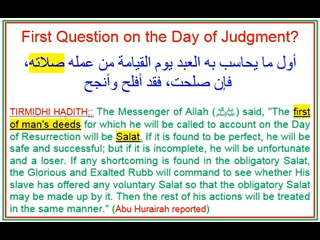 First Question on the Day of Judgment?
أول ما يحاسب به العبد يوم القيامة من عمله صلاته،
فإن صلحت، فقد أفلح وأنجح
TIRMIDHI HADITH:: The Messenger of Allah (ﷺ) said, "The first
of man's deeds for which he will be called to account on the Day
of Resurrection will be Salat. If it is found to be perfect, he will be
safe and successful; but if it is incomplete, he will be unfortunate
and a loser. If any shortcoming is found in the obligatory Salat,
the Glorious and Exalted Rubb will command to see whether His
slave has offered any voluntary Salat so that the obligatory Salat
may be made up by it. Then the rest of his actions will be treated
in the same manner." (Abu Hurairah reported)